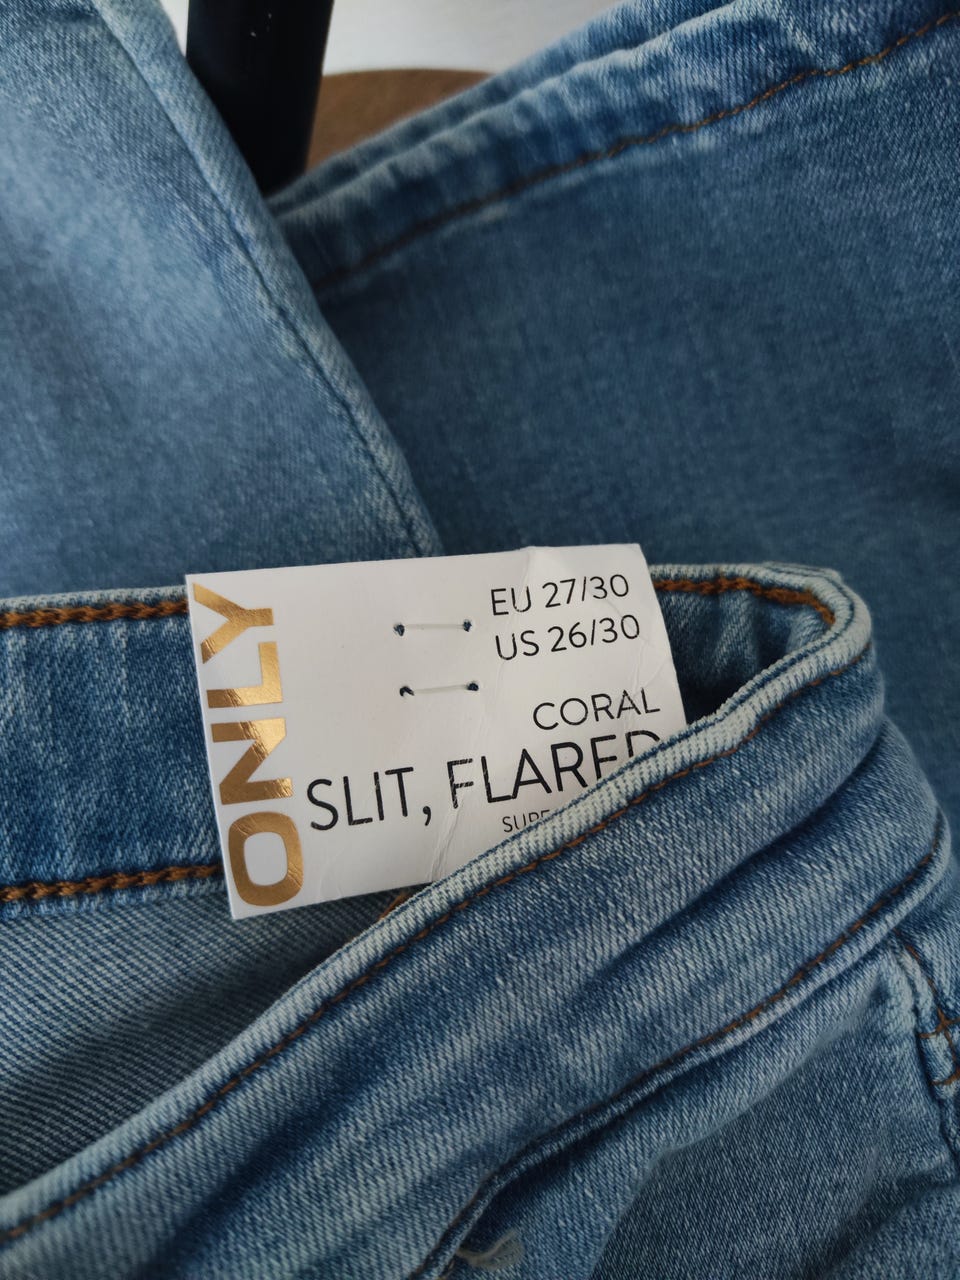 ONLY
EU 27/30
US 26/30
CORAL
SLIT, FLARED